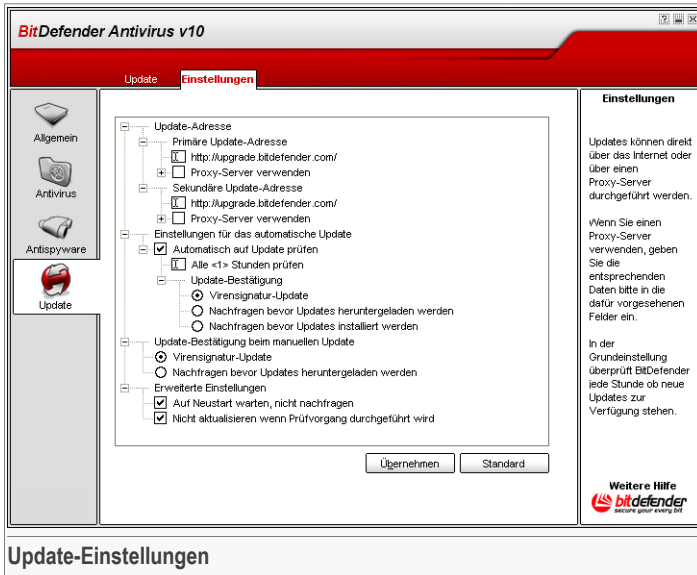 BitDefender Antivirus v10
Update
Einstellungen
Allgemein
Antivirus
Antispyware
Update
Update-Adresse
Primäre Update-Adresse
http://upgrade.bitdefender.com/
Proxy-Server verwenden
Sekundäre Update-Adresse
http://upgrade.bitdefender.com/
Proxy-Server verwenden
Einstellungen für das automatische Update
Automatisch auf Update prüfen
Alle <1> Stunden prüfen
Update-Bestätigung
Virensignatur-Update
Nachfragen bevor Updates heruntergeladen werden
Nachfragen bevor Updates installiert werden
Update-Bestätigung beim manuellen Update
Virensignatur-Update
Nachfragen bevor Updates heruntergeladen werden
Erweiterte Einstellungen
Auf Neustart warten, nicht nachfragen
Nicht aktualisieren wenn Prüfvorgang durchgeführt wird
Übernehmen
Standard
Einstellungen
Updates können direkt
über das Internet oder
über einen
Proxy-Server
durchgeführt werden.
Wenn Sie einen
Proxy-Server
verwenden, geben
Sie die
entsprechenden
Daten bitte in die
dafür vorgesehenen
Felder ein.
In der
Grundeinstellung
überprüft BitDefender
jede Stunde ob neue
Updates zur
Verfügung stehen.
Weitere Hilfe
bitdefender
secure your every bit
Update-Einstellungen